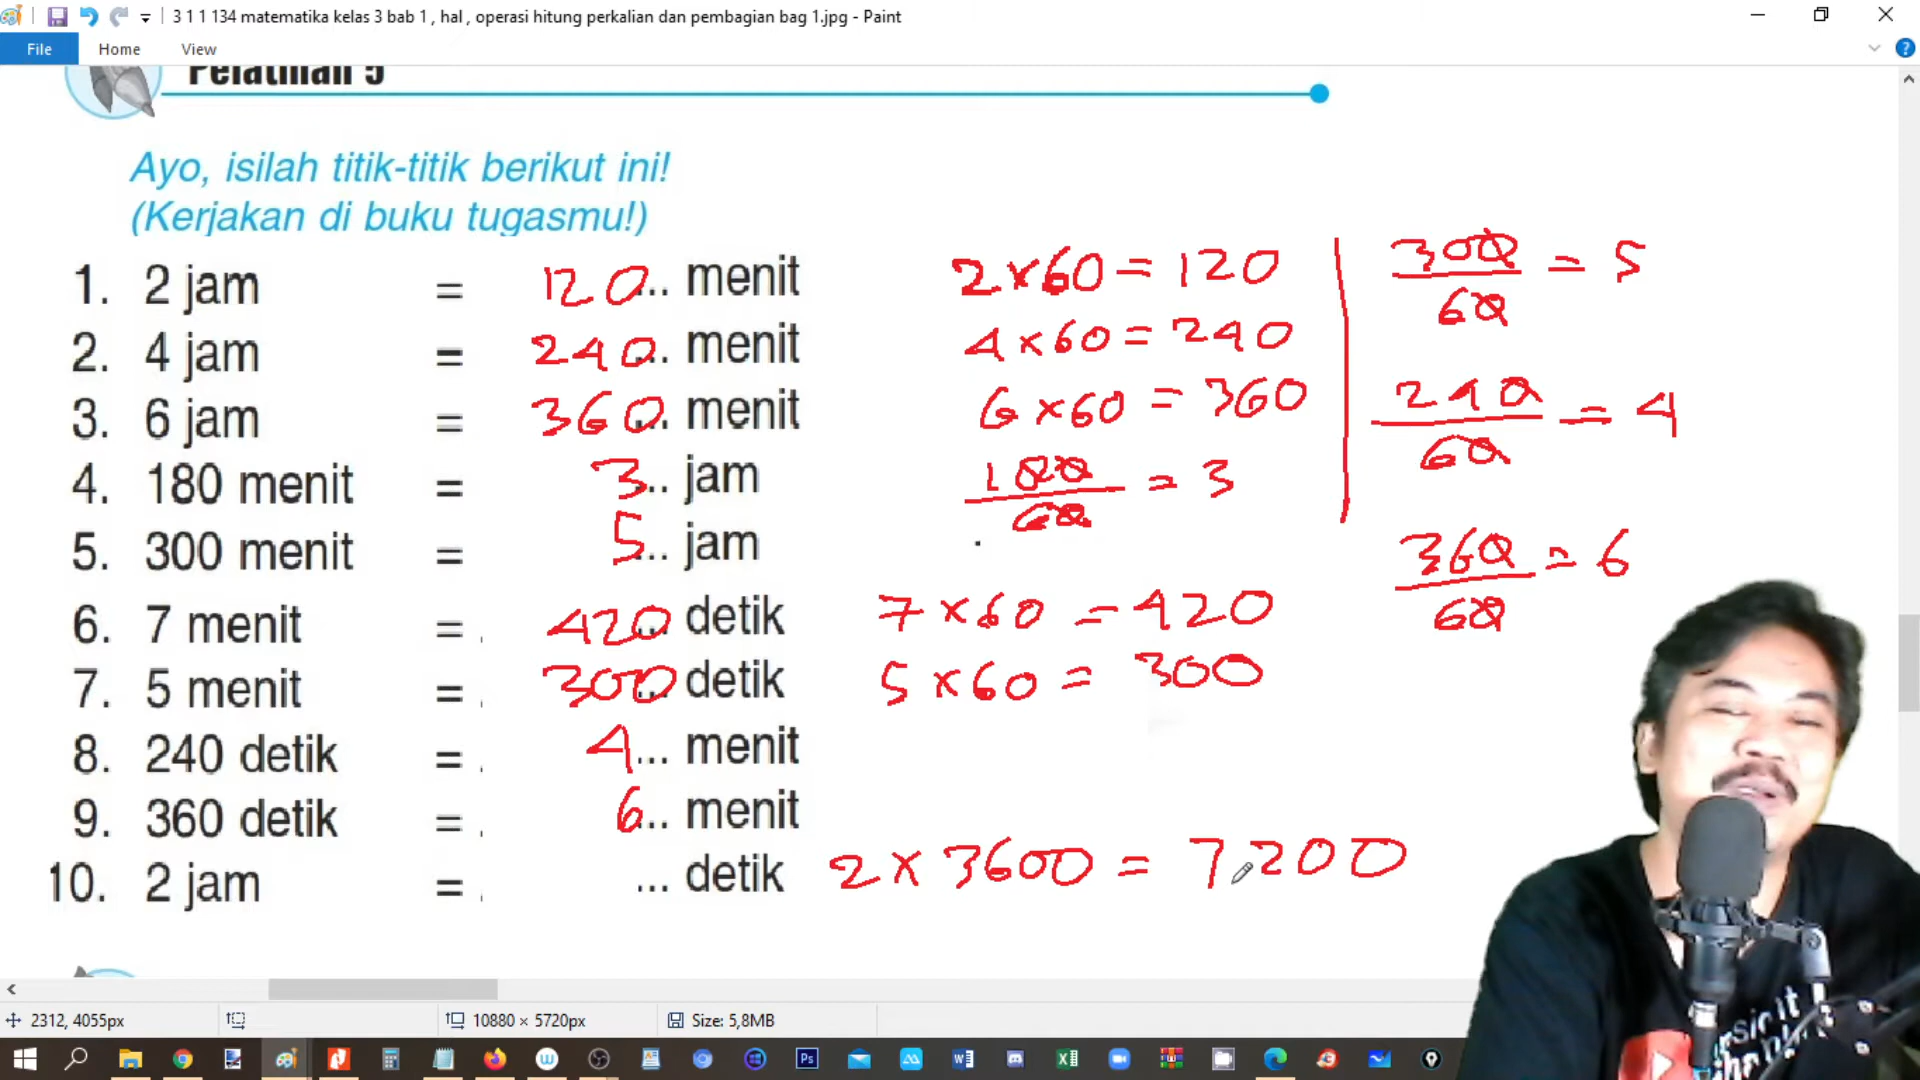 3 1 1 134 matematika kelas 3 bab 1 , hal , operasi hitung perkalian dan pembagian bag 1.jpg - Paint
File Home View
Pelatihan 5
Ayo, isilah titik-titik berikut ini!
(Kerjakan di buku tugasmu!)
1. 2 jam = 120... menit
2. 4 jam = 240... menit
3. 6 jam = 360... menit
4. 180 menit = 3... jam
5. 300 menit = 5... jam
6. 7 menit = . 420... detik
7. 5 menit = . 300... detik
8. 240 detik = . 4... menit
9. 360 detik = . 6... menit
10. 2 jam = . ... detik
2 x 60 = 120
4 x 60 = 240
6 x 60 = 360
180
60
= 3
7 x 60 = 420
5 x 60 = 300
2 x 3600 = 7200
300
60
= 5
240
60
= 4
360
60
= 6
2312, 4055px 10880 × 5720px Size: 5,8MB